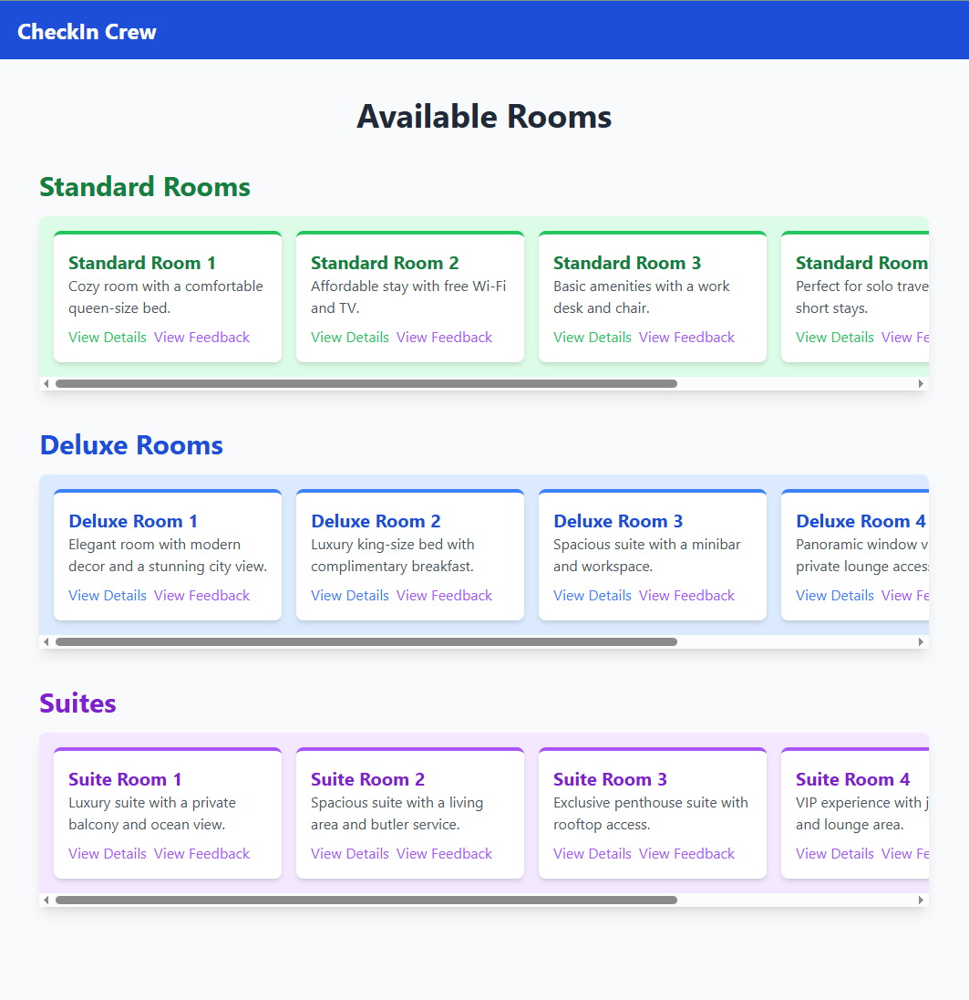 CheckIn Crew
Available Rooms
Standard Rooms
Standard Room 1
Cozy room with a comfortable
queen-size bed.
View Details View Feedback
Standard Room 2
Affordable stay with free Wi-Fi
and TV.
View Details View Feedback
Standard Room 3
Basic amenities with a work
desk and chair.
View Details View Feedback
Standard Room
Perfect for solo
short stays.
View Details View
Deluxe Rooms
Deluxe Room 1
Elegant room with modern
decor and a stunning city view.
View Details View Feedback
Deluxe Room 2
Luxury king-size bed with
complimentary breakfast.
View Details View Feedback
Deluxe Room 3
Spacious suite with a minibar
and workspace.
View Details View Feedback
Deluxe Room 4
Panoramic window
private lounge
View Details View
Suites
Suite Room 1
Luxury suite with a private
balcony and ocean view.
View Details View Feedback
Suite Room 2
Spacious suite with a living
area and butler service.
View Details View Feedback
Suite Room 3
Exclusive penthouse suite with
rooftop access.
View Details View Feedback
Suite Room 4
VIP experience with
and lounge area.
View Details View